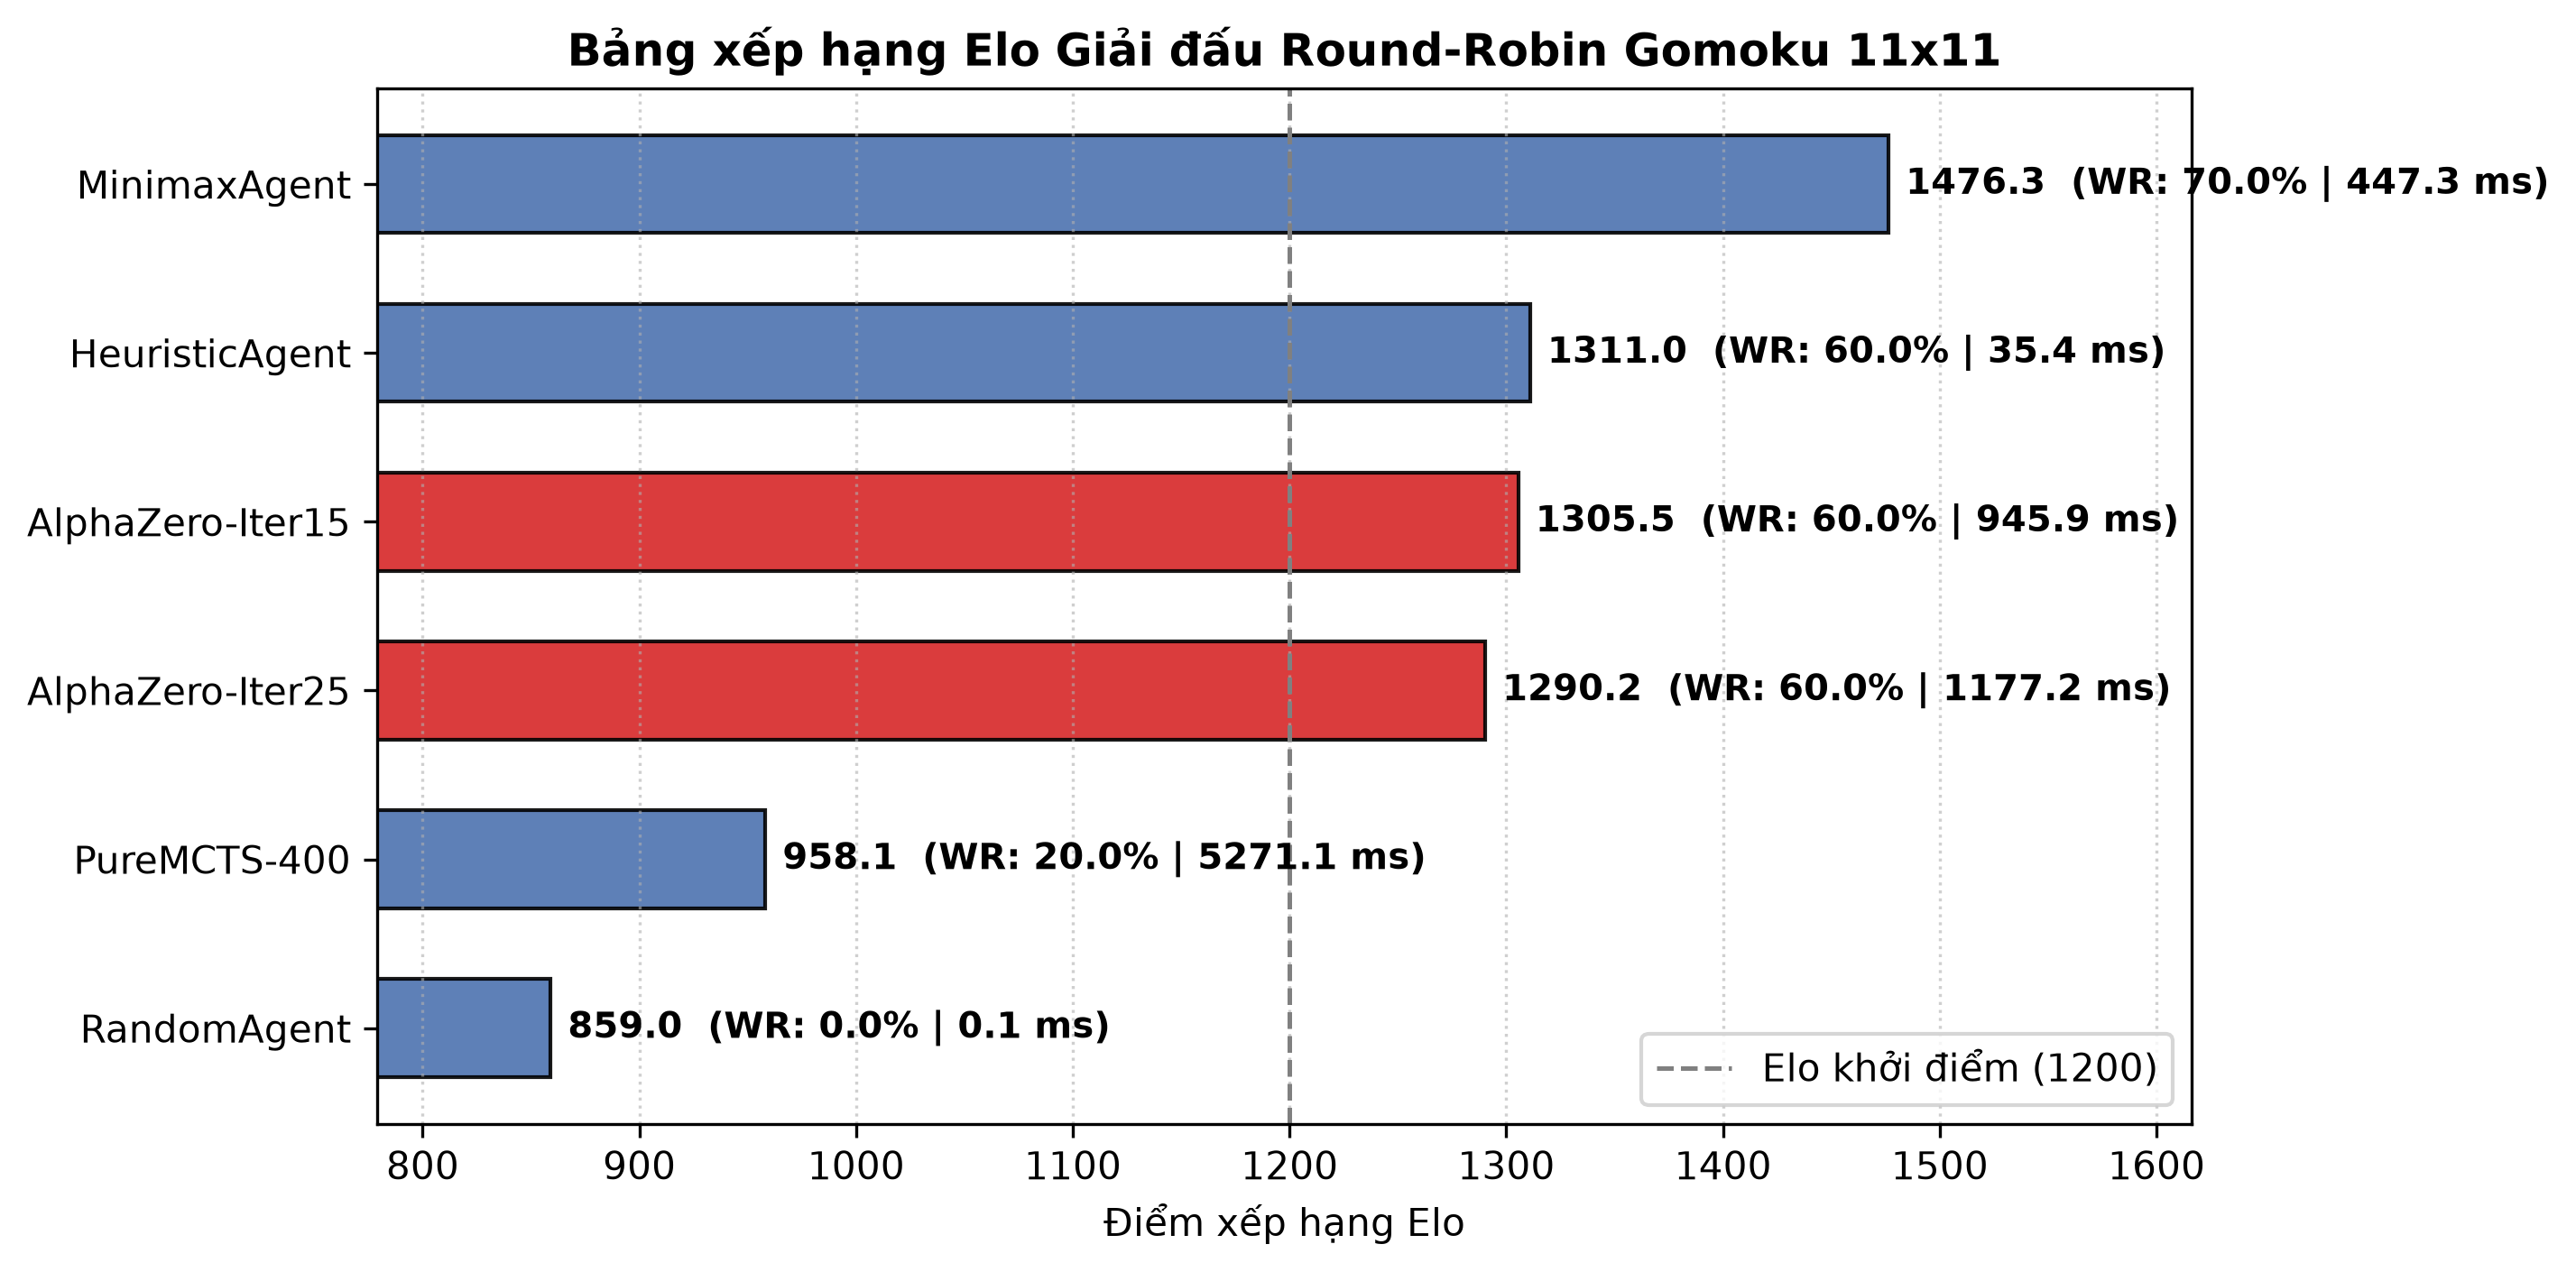 Bảng xếp hạng Elo Giải đấu Round-Robin Gomoku 11x11
MinimaxAgent
1476.3 (WR: 70.0% | 447.3 ms)
HeuristicAgent
1311.0 (WR: 60.0% | 35.4 ms)
AlphaZero-Iter15
1305.5 (WR: 60.0% | 945.9 ms)
AlphaZero-Iter25
1290.2 (WR: 60.0% | 1177.2 ms)
PureMCTS-400
958.1 (WR: 20.0% | 5271.1 ms)
RandomAgent
859.0 (WR: 0.0% | 0.1 ms)
Elo khởi điểm (1200)
800 900 1000 1100 1200 1300 1400 1500 1600
Điểm xếp hạng Elo